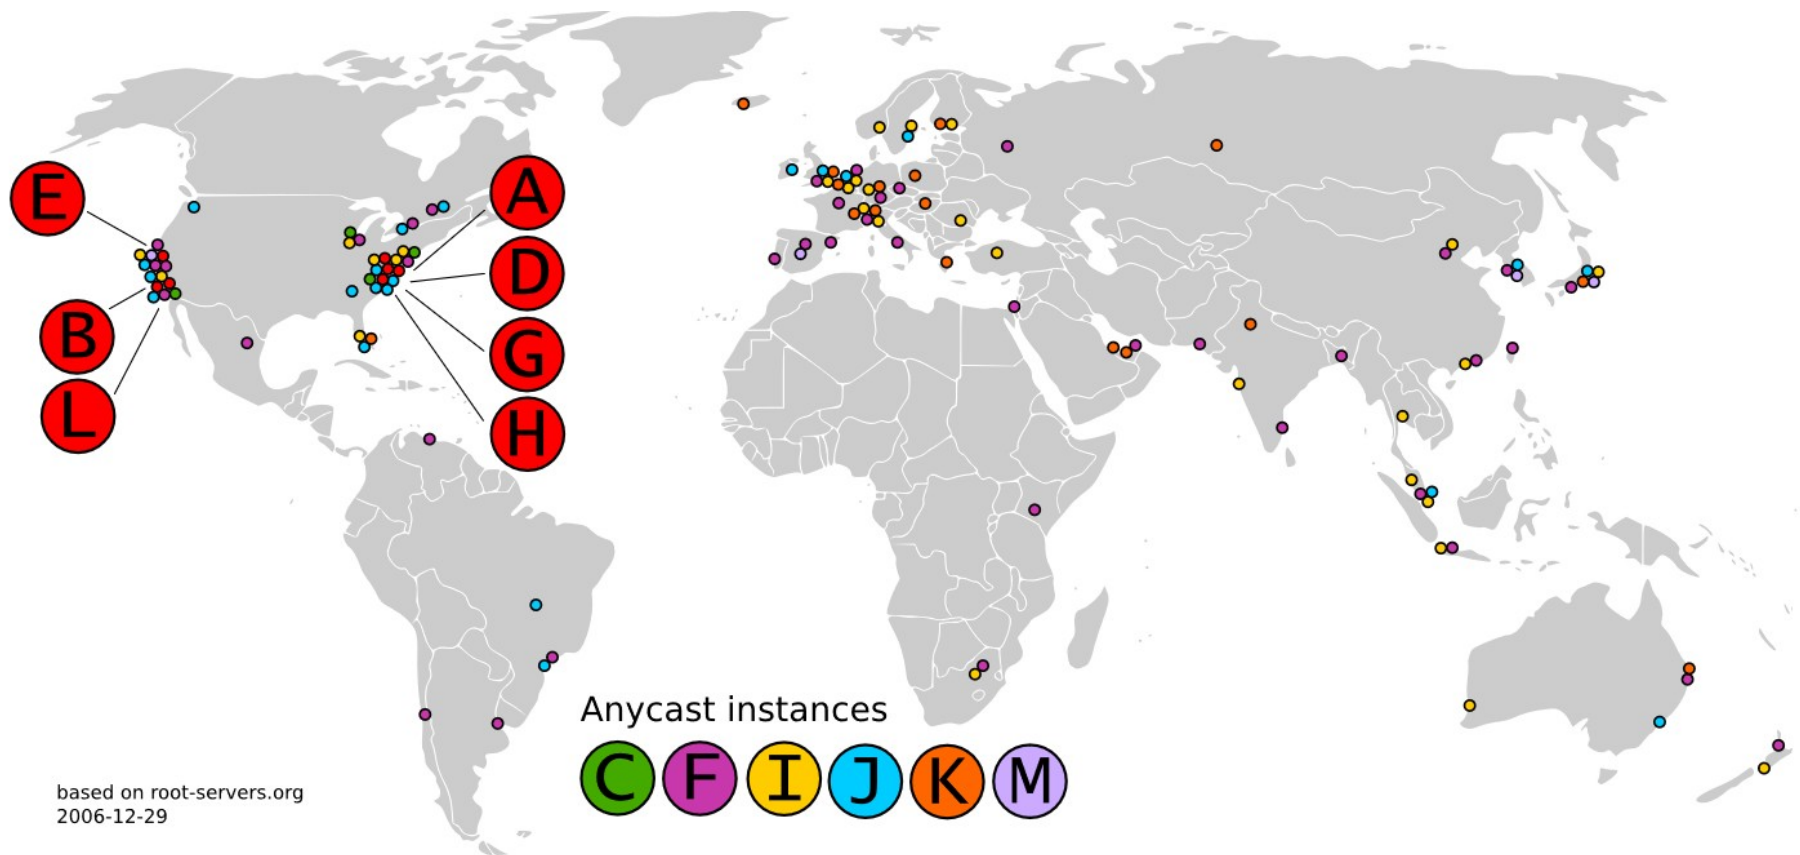 E
B
L
A
D
G
H
Anycast instances
C F I J K M
based on root-servers.org
2006-12-29